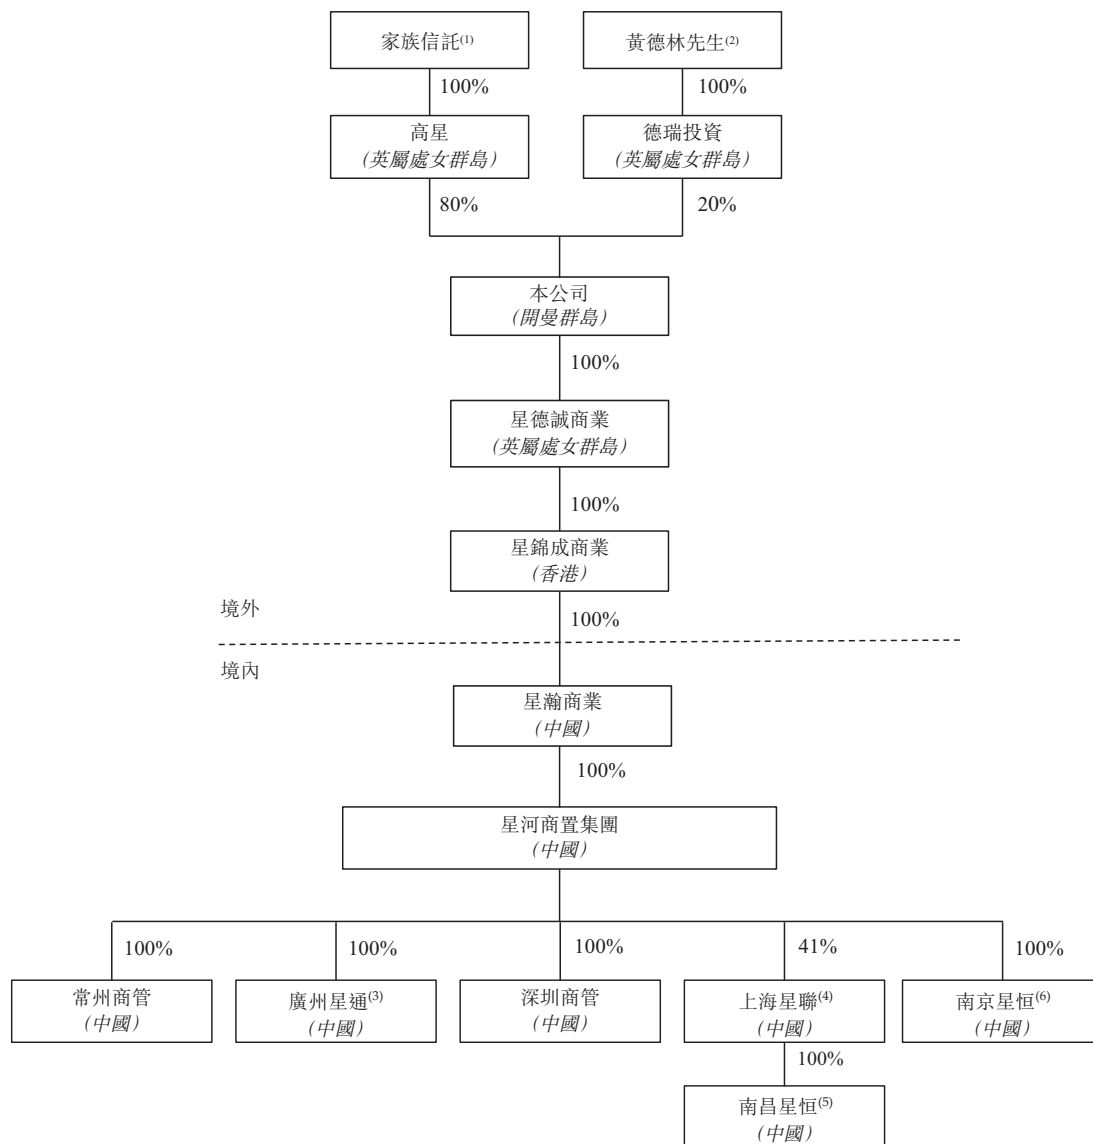 家族信託(1)
黃德林先生(2)
100%
100%
高星
(英屬處女群島)
德瑞投資
(英屬處女群島)
80%
20%
本公司
(開曼群島)
100%
星德誠商業
(英屬處女群島)
100%
星錦成商業
(香港)
境外
100%
境內
星瀚商業
(中國)
100%
星河商置集團
(中國)
100%
100%
100%
41%
100%
常州商管
(中國)
廣州星通(3)
(中國)
深圳商管
(中國)
上海星聯(4)
(中國)
南京星恒(6)
(中國)
100%
南昌星恒(5)
(中國)